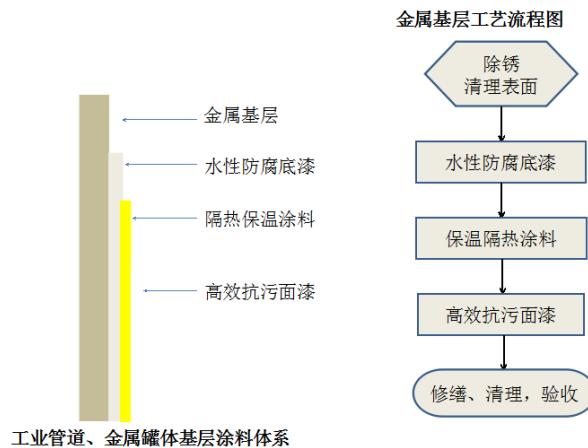 金属基层工艺流程图
除锈
清理表面
金属基层
水性防腐底漆
隔热保温涂料
高效抗污面漆
水性防腐底漆
保温隔热涂料
高效抗污面漆
修缮、清理，验收
工业管道、金属罐体基层涂料体系